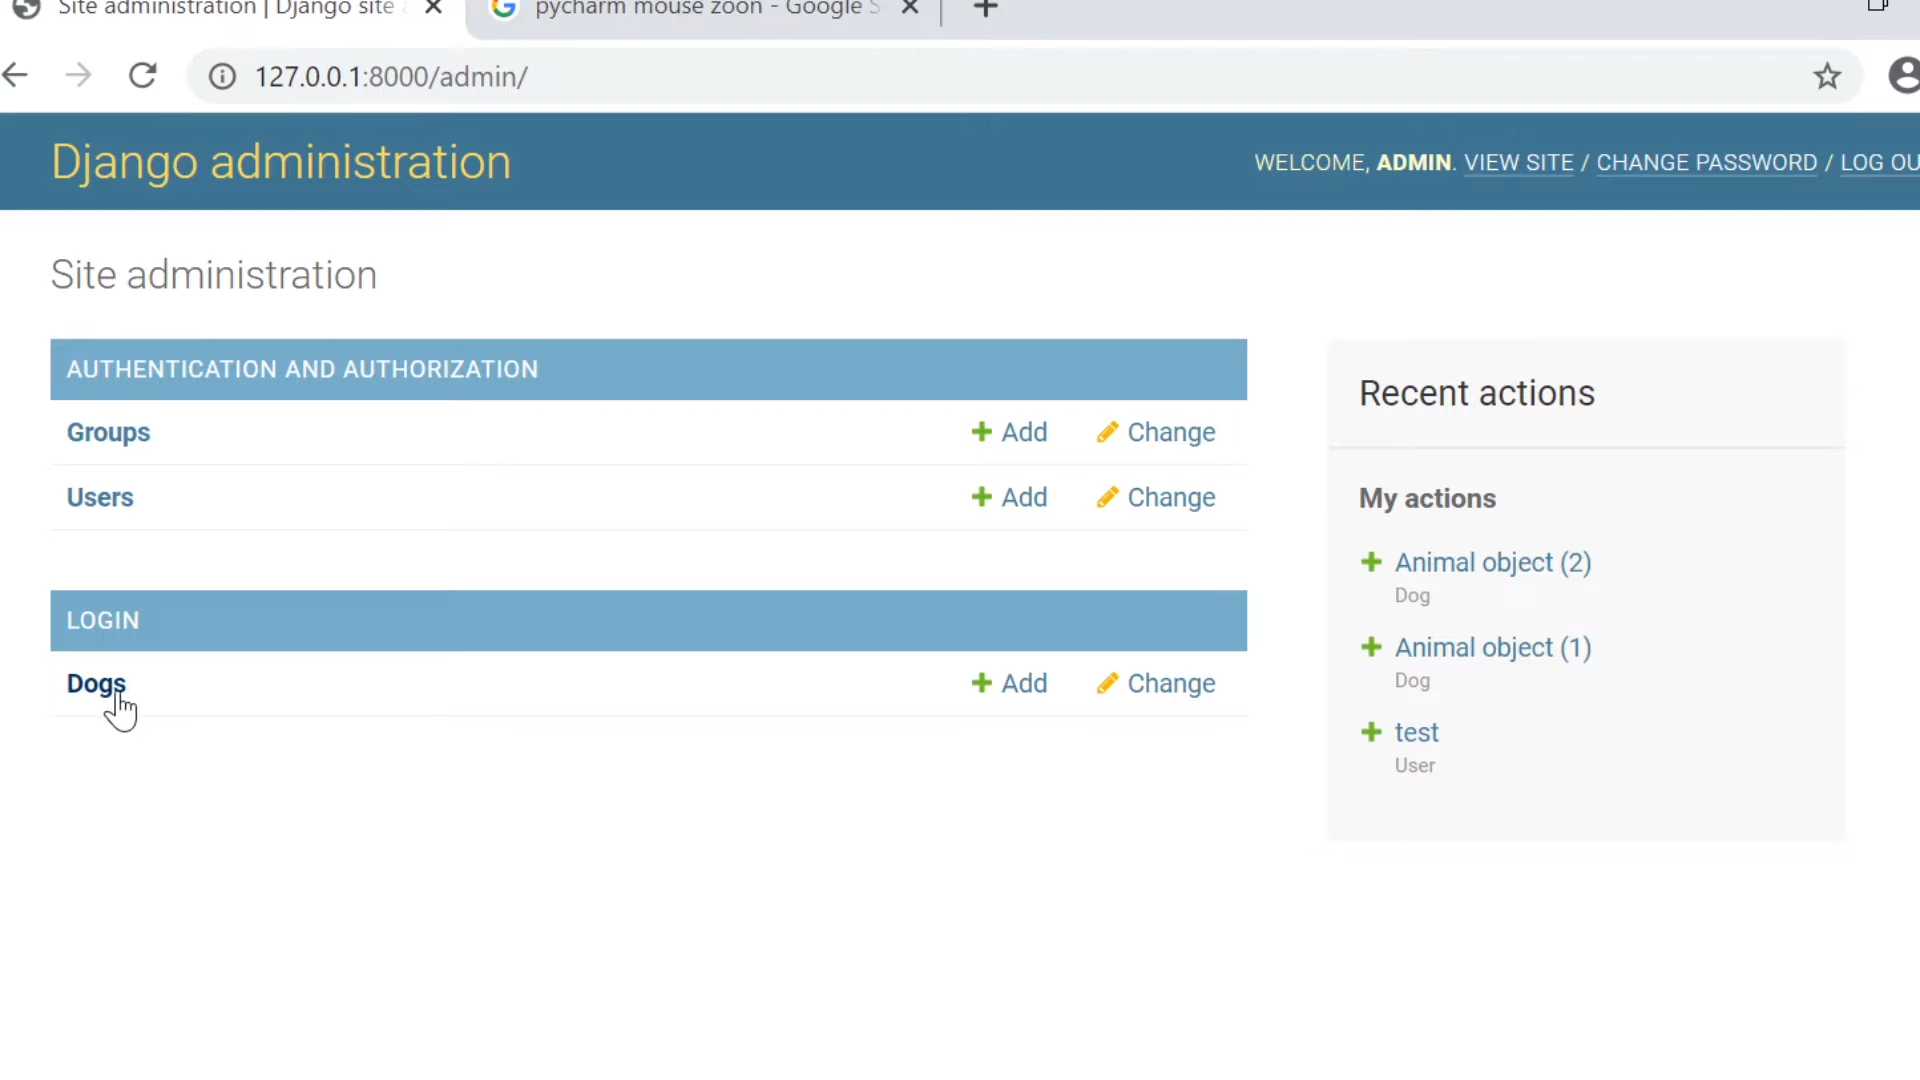 Site administration | Django site a
pycharm mouse zoon - Google S
127.0.0.1:8000/admin/
Django administration
WELCOME, ADMIN. VIEW SITE / CHANGE PASSWORD / LOG OU
Site administration
AUTHENTICATION AND AUTHORIZATION
Groups Add Change
Users Add Change
LOGIN
Dogs Add Change
Recent actions
My actions
Animal object (2)
Dog
Animal object (1)
Dog
test
User